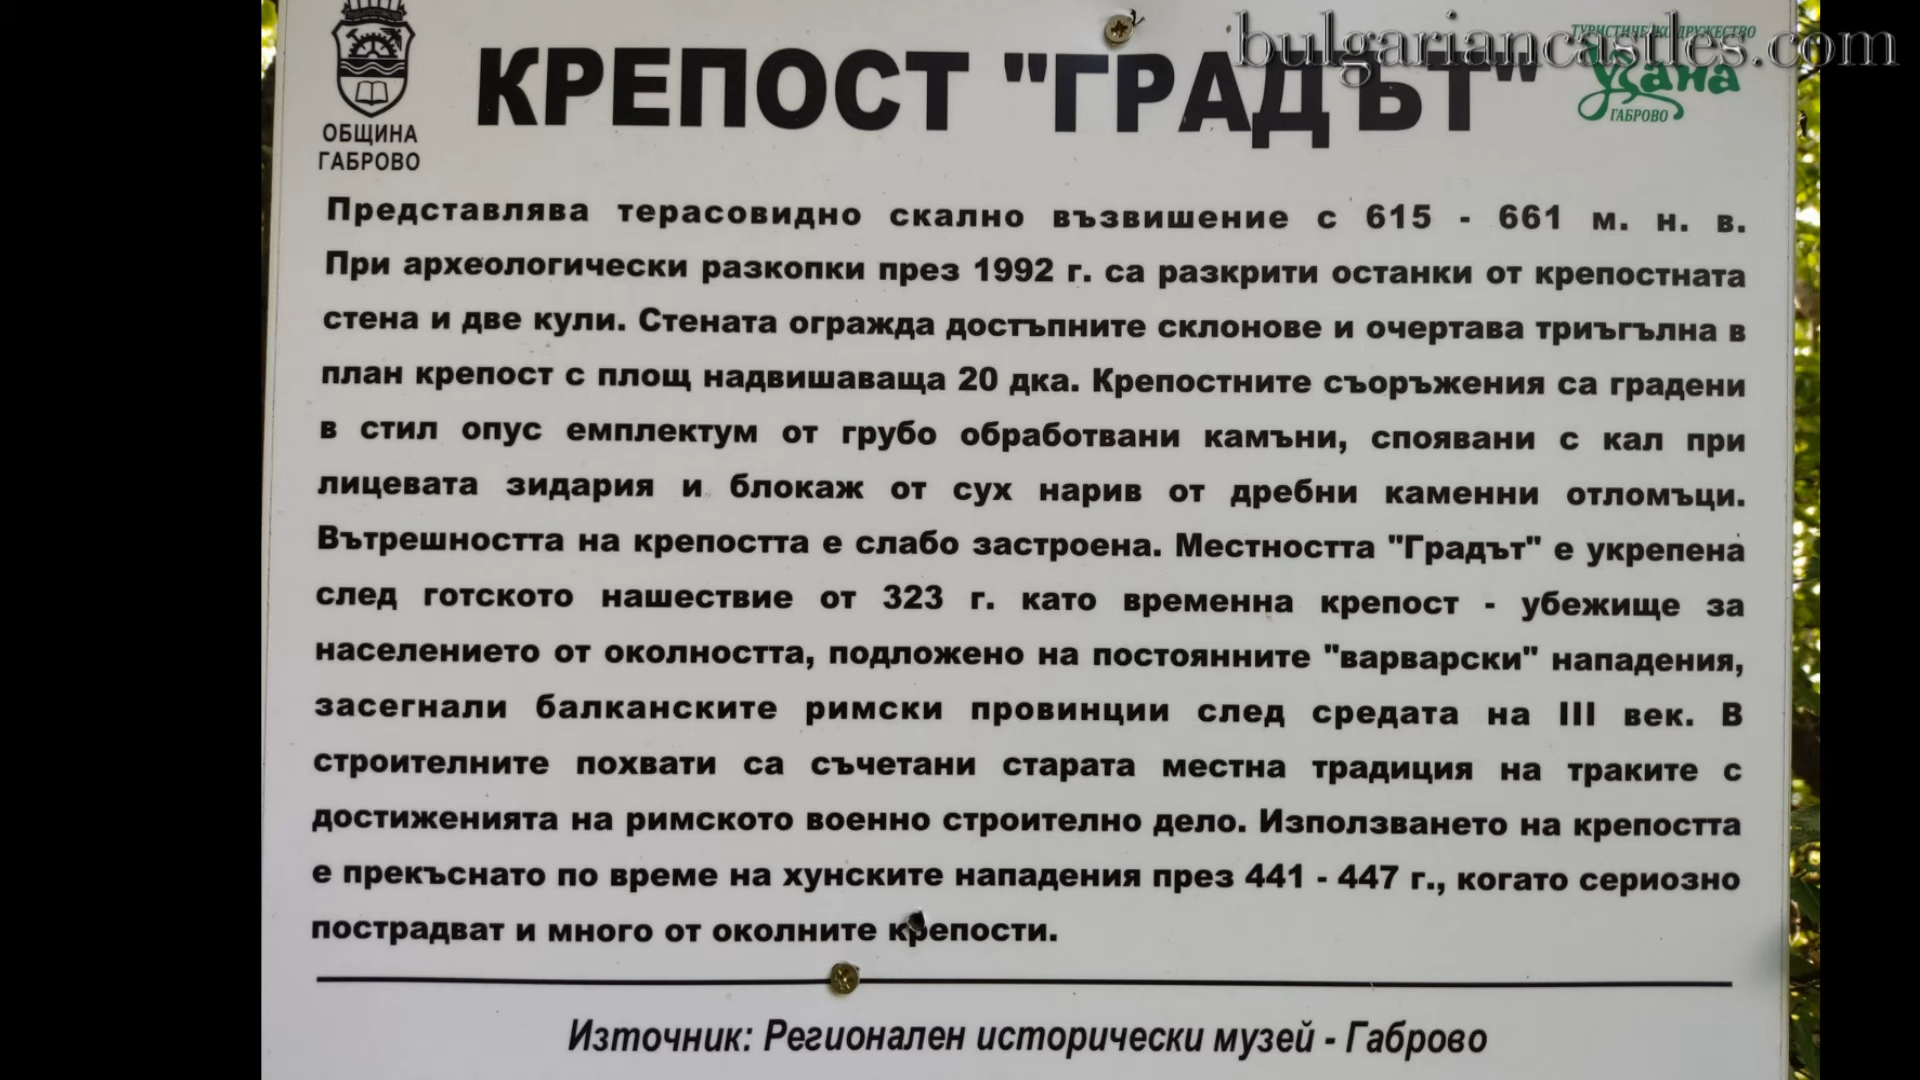 bulgariancastles.com
ОБЩИНА
ГАБРОВО
КРЕПОСТ "ГРАДЪТ"
ТУРИСТИЧЕСКО ДРУЖЕСТВО
Узана
ГАБРОВО
Представлява терасовидно скално възвишение с 615 - 661 м. н. в.
При археологически разкопки през 1992 г. са разкрити останки от крепостната
стена и две кули. Стената огражда достъпните склонове и очертава триъгълна в
план крепост с площ надвишаваща 20 дка. Крепостните съоръжения са градени
в стил опус емплектум от грубо обработвани камъни, споявани с кал при
лицевата зидария и блокаж от сух нарив от дребни каменни отломъци.
Вътрешността на крепостта е слабо застроена. Местността "Градът" е укрепена
след готското нашествие от 323 г. като временна крепост - убежище за
населението от околността, подложено на постоянните "варварски" нападения,
засегнали балканските римски провинции след средата на III век. В
строителните похвати са съчетани старата местна традиция на траките с
достиженията на римското военно строително дело. Използването на крепостта
е прекъснато по време на хунските нападения през 441 - 447 г., когато сериозно
пострадват и много от околните крепости.
Източник: Регионален исторически музей - Габрово